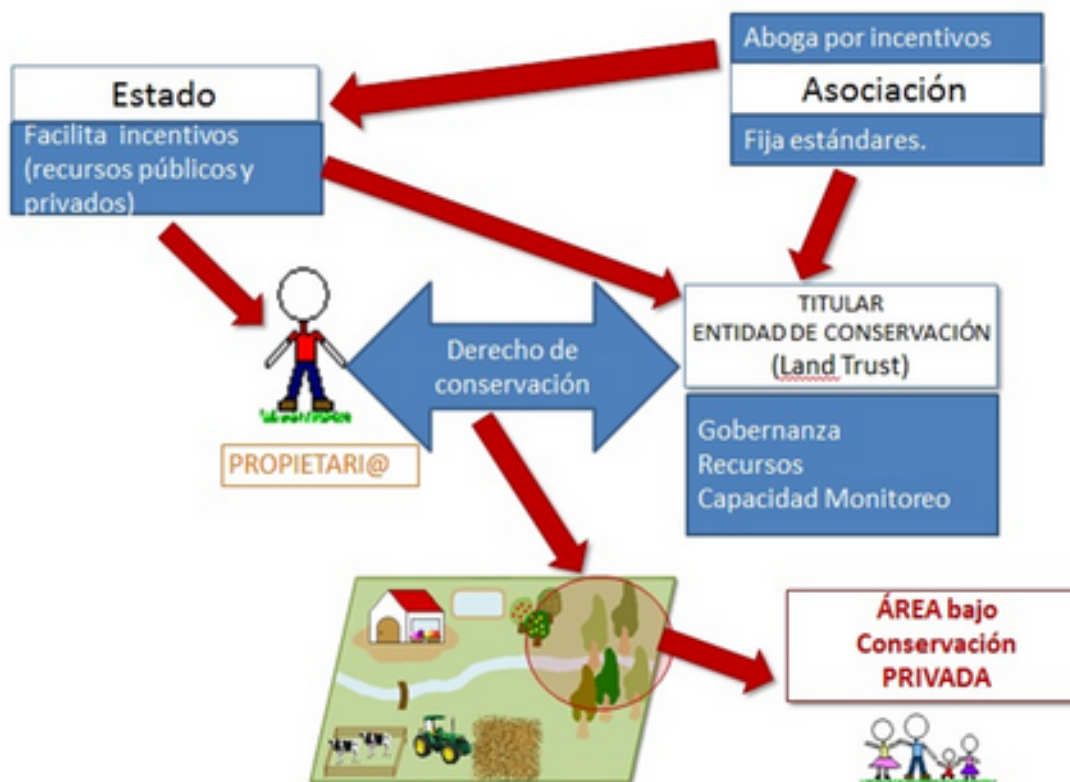 Aboga por incentivos
Asociación
Fija estándares.
Estado
Facilita incentivos
(recursos públicos y
privados)
TITULAR
ENTIDAD DE CONSERVACIÓN
(Land Trust)
Gobernanza
Recursos
Capacidad Monitoreo
Derecho de
conservación
PROPIETARI@
ÁREA bajo
Conservación
PRIVADA